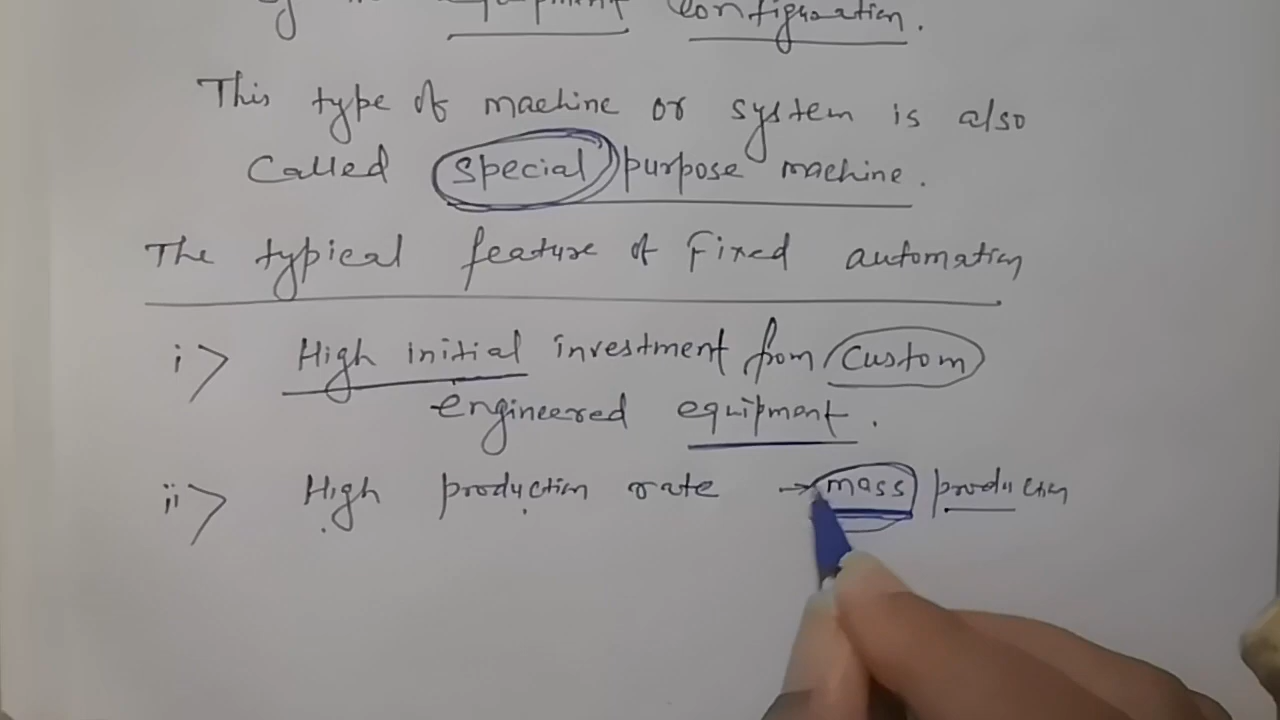 configuration.
This type of machine or system is also
Called special purpose machine.
The typical feature of Fixed automation
i> High initial investment from custom
engineered equipment.
ii> High production rate → mass production